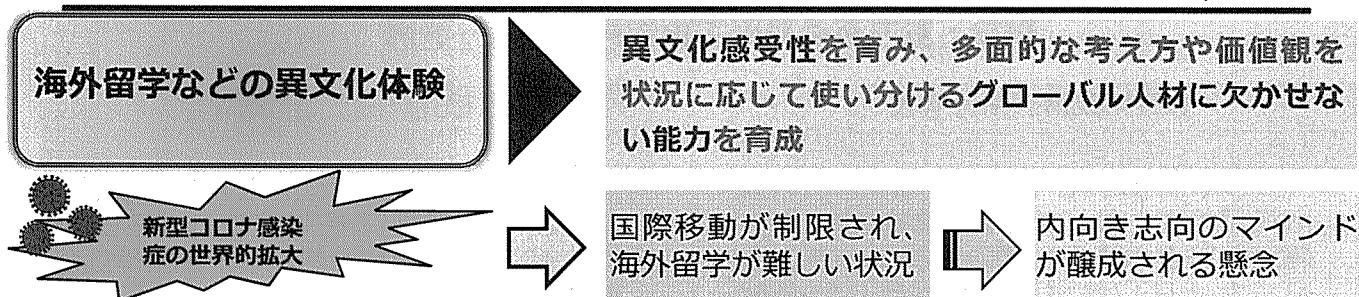 海外留学などの異文化体験
異文化感受性を育み、多面的な考え方や価値観を
状況に応じて使い分けるグローバル人材に欠かせな
い能力を育成
新型コロナ感染
症の世界的拡大
国際移動が制限され、
海外留学が難しい状況
内向き志向のマインド
が醸成される懸念